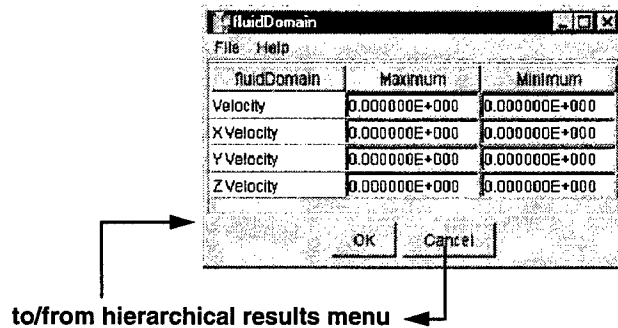 fluidDomain
File Help
fluidDomain Maximum Minimum
Velocity 0.000000E+000 0.000000E+000
X Velocity 0.000000E+000 0.000000E+000
Y Velocity 0.000000E+000 0.000000E+000
Z Velocity 0.000000E+000 0.000000E+000
OK Cancel
to/from hierarchical results menu